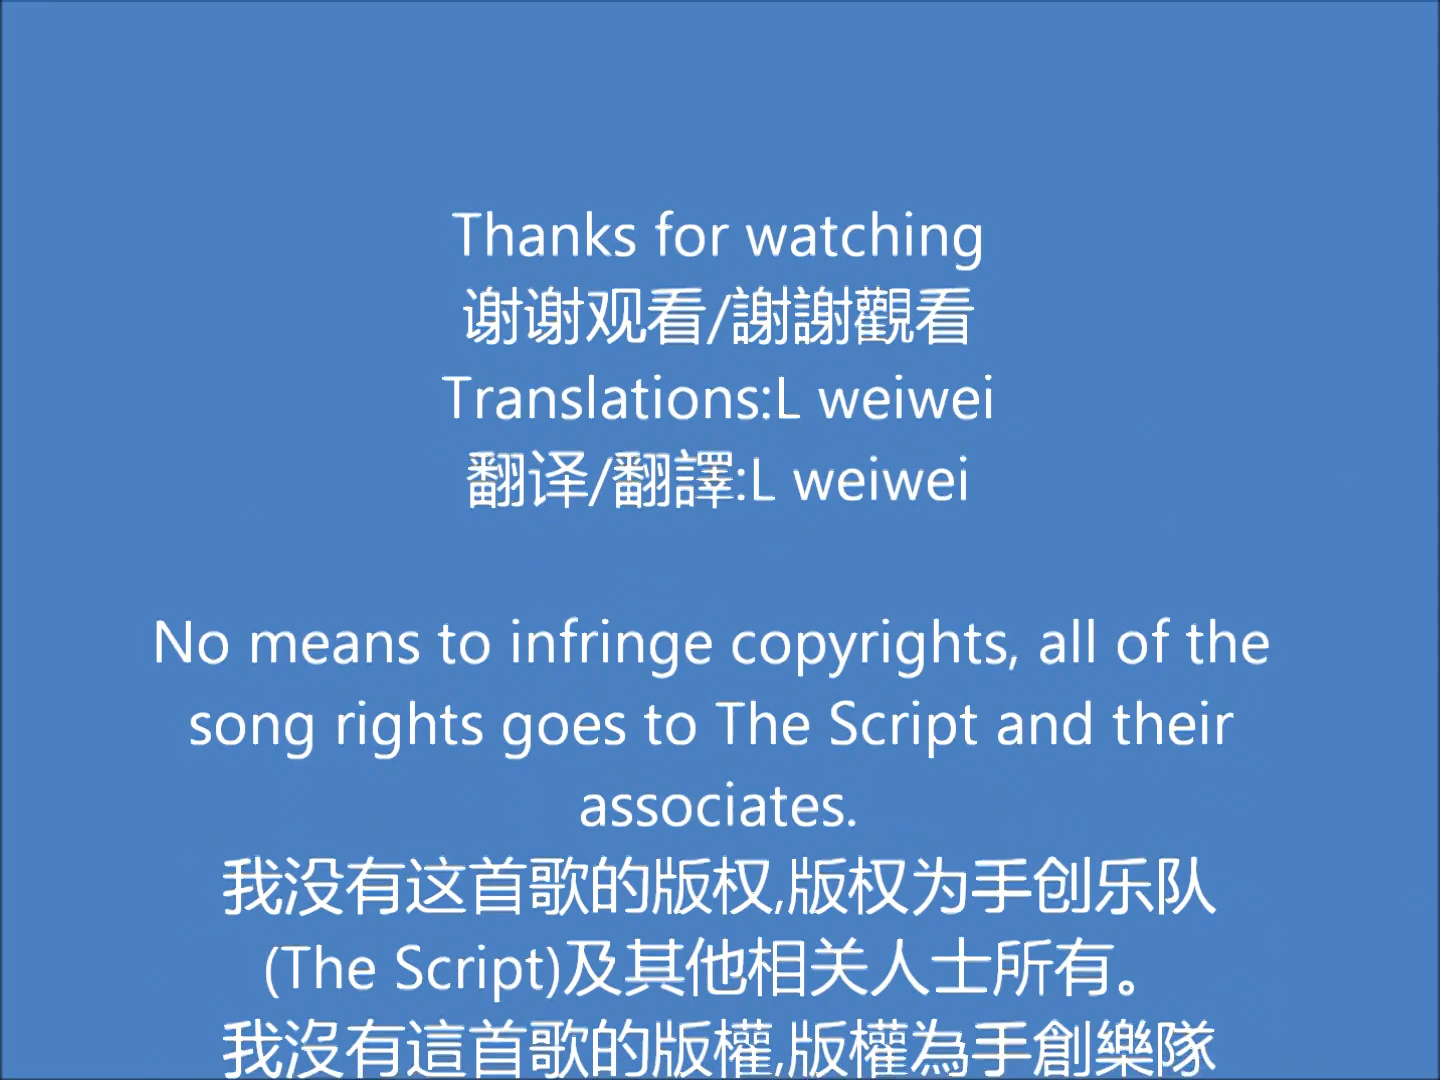 Thanks for watching
谢谢观看/謝謝觀看
Translations:L weiwei
翻译/翻譯:L weiwei
No means to infringe copyrights, all of the
song rights goes to The Script and their
associates.
我没有这首歌的版权,版权为手创乐队
(The Script)及其他相关人士所有。
我沒有這首歌的版權,版權為手創樂隊